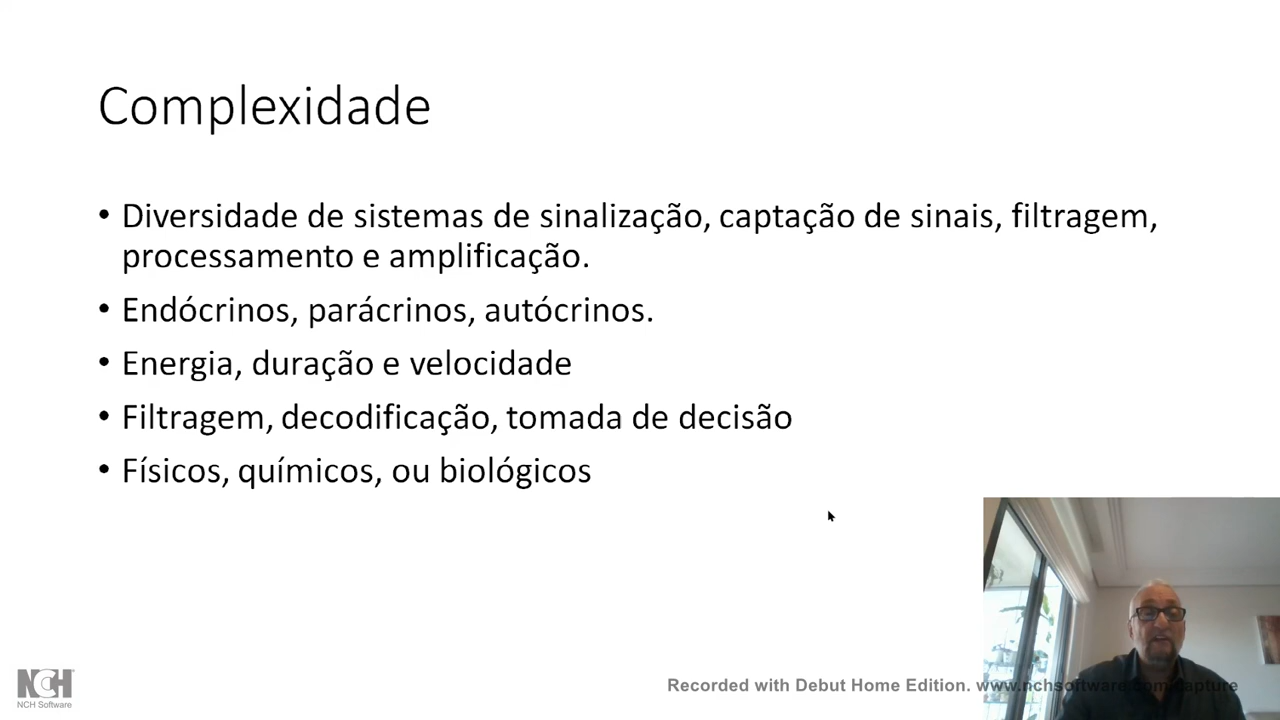 Complexidade
• Diversidade de sistemas de sinalização, captação de sinais, filtragem,
processamento e amplificação.
• Endócrinos, parácrinos, autócrinos.
• Energia, duração e velocidade
• Filtragem, decodificação, tomada de decisão
• Físicos, químicos, ou biológicos
NCH
NCH Software
Recorded with Debut Home Edition. www.nchsoftware.com/capture